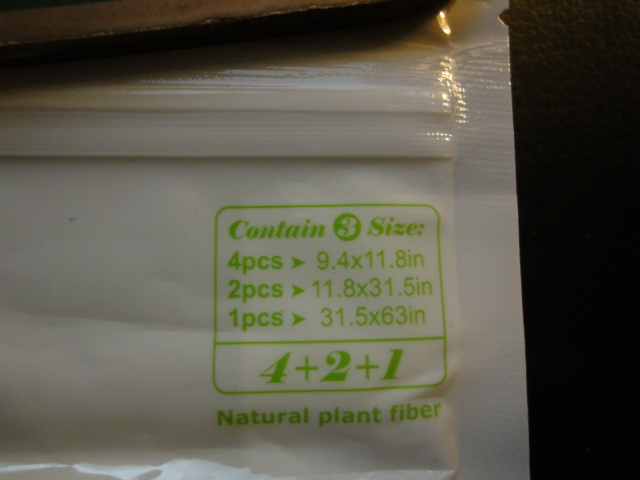 Contain 3 Size:
4pcs ➤ 9.4x11.8in
2pcs ➤ 11.8x31.5in
1pcs ➤ 31.5x63in
4+2+1
Natural plant fiber